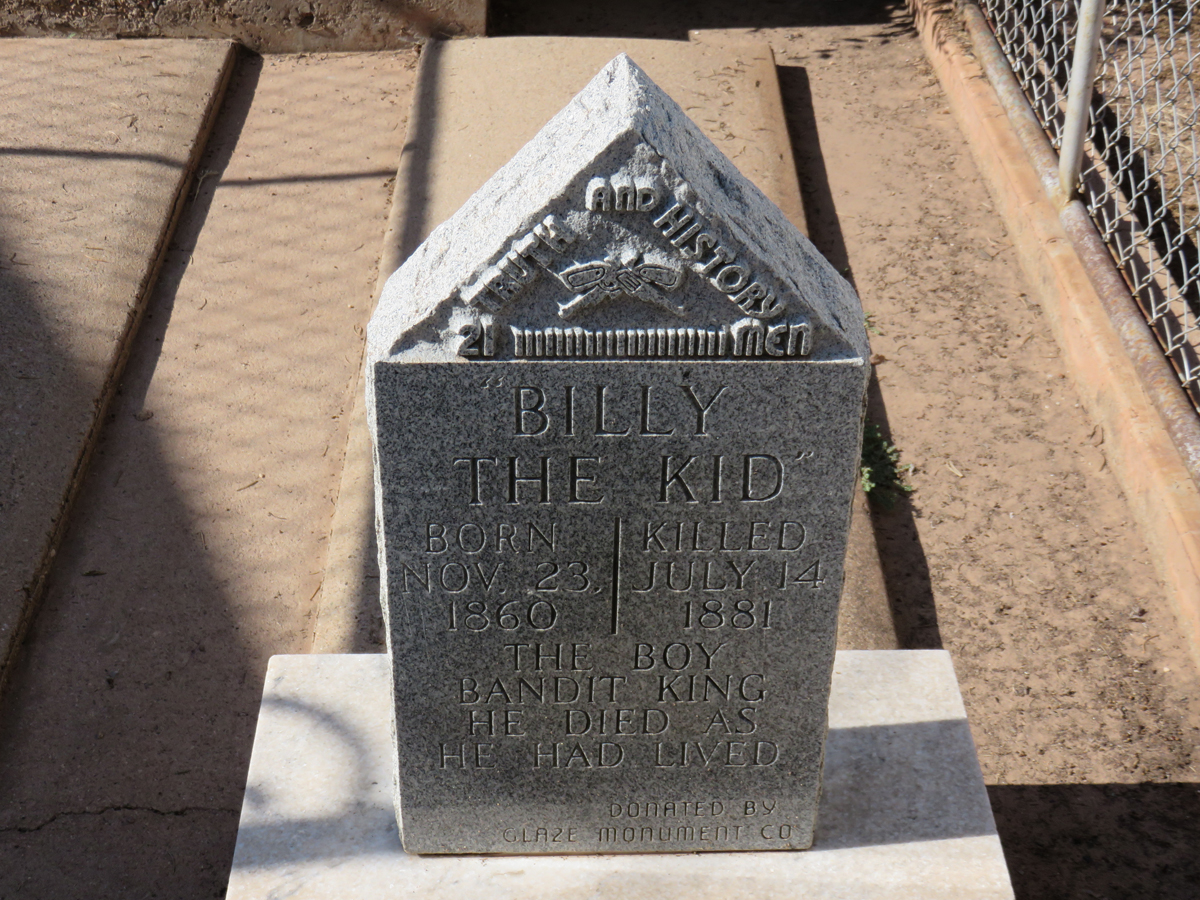 TRUTH AND HISTORY
21 MEN
"BILLY
THE KID"
BORN KILLED
NOV. 23, JULY 14
1860 1881
THE BOY
BANDIT KING
HE DIED AS
HE HAD LIVED
DONATED BY
GLAZE MONUMENT CO